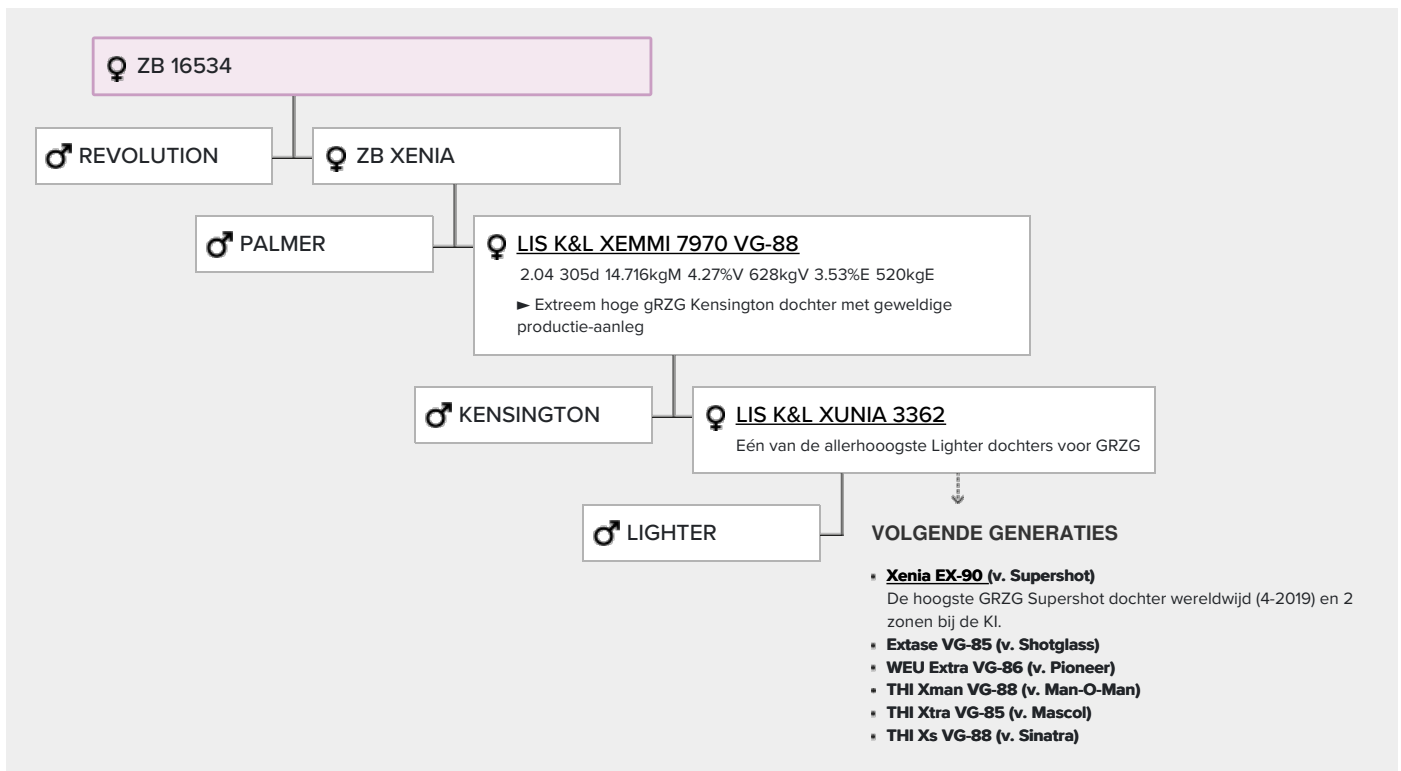 ZB 16534
REVOLUTION
ZB XENIA
PALMER
LIS K&L XEMMI 7970 VG-88
2.04 305d 14.716kgM 4.27%V 628kgV 3.53%E 520kgE
► Extreem hoge gRZG Kensington dochter met geweldige
productie-aanleg
KENSINGTON
LIS K&L XUNIA 3362
Eén van de allerhooogste Lighter dochters voor GRZG
LIGHTER
VOLGENDE GENERATIES
Xenia EX-90 (v. Supershot)
De hoogste GRZG Supershot dochter wereldwijd (4-2019) en 2
zonen bij de KI.
Extase VG-85 (v. Shotglass)
WEU Extra VG-86 (v. Pioneer)
THI Xman VG-88 (v. Man-O-Man)
THI Xtra VG-85 (v. Mascol)
THI Xs VG-88 (v. Sinatra)